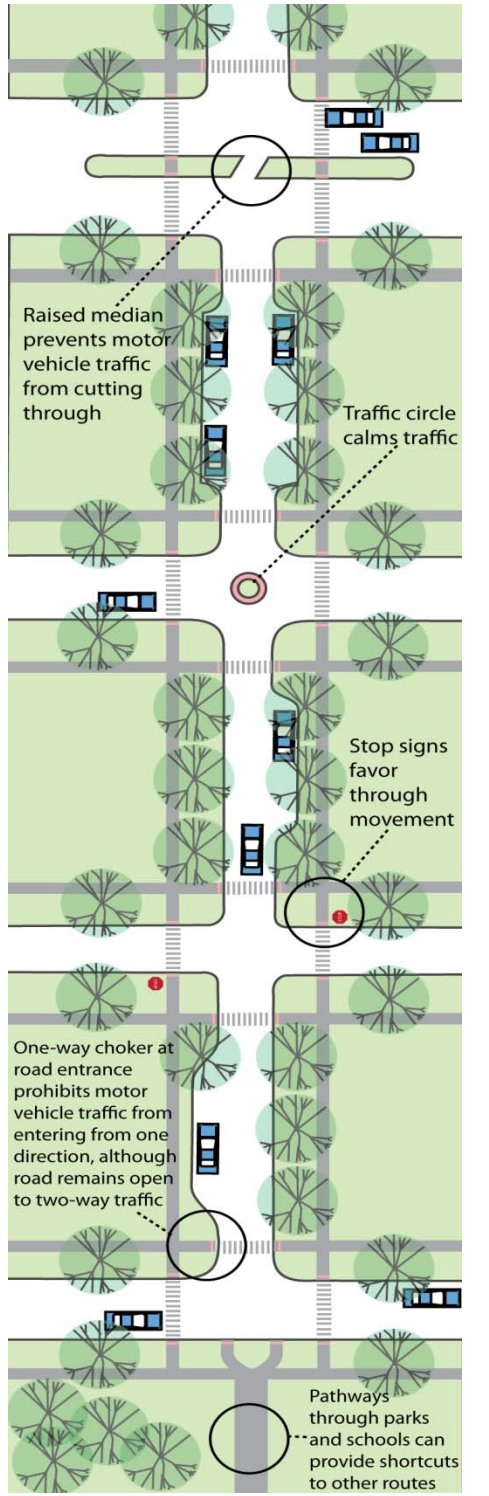 Raised median
prevents motor
vehicle traffic
from cutting
through
Traffic circle
calms traffic
Stop signs
favor
through
movement
One-way choker at
road entrance
prohibits motor
vehicle traffic from
entering from one
direction, although
road remains open
to two-way traffic
Pathways
through parks
and schools can
provide shortcuts
to other routes